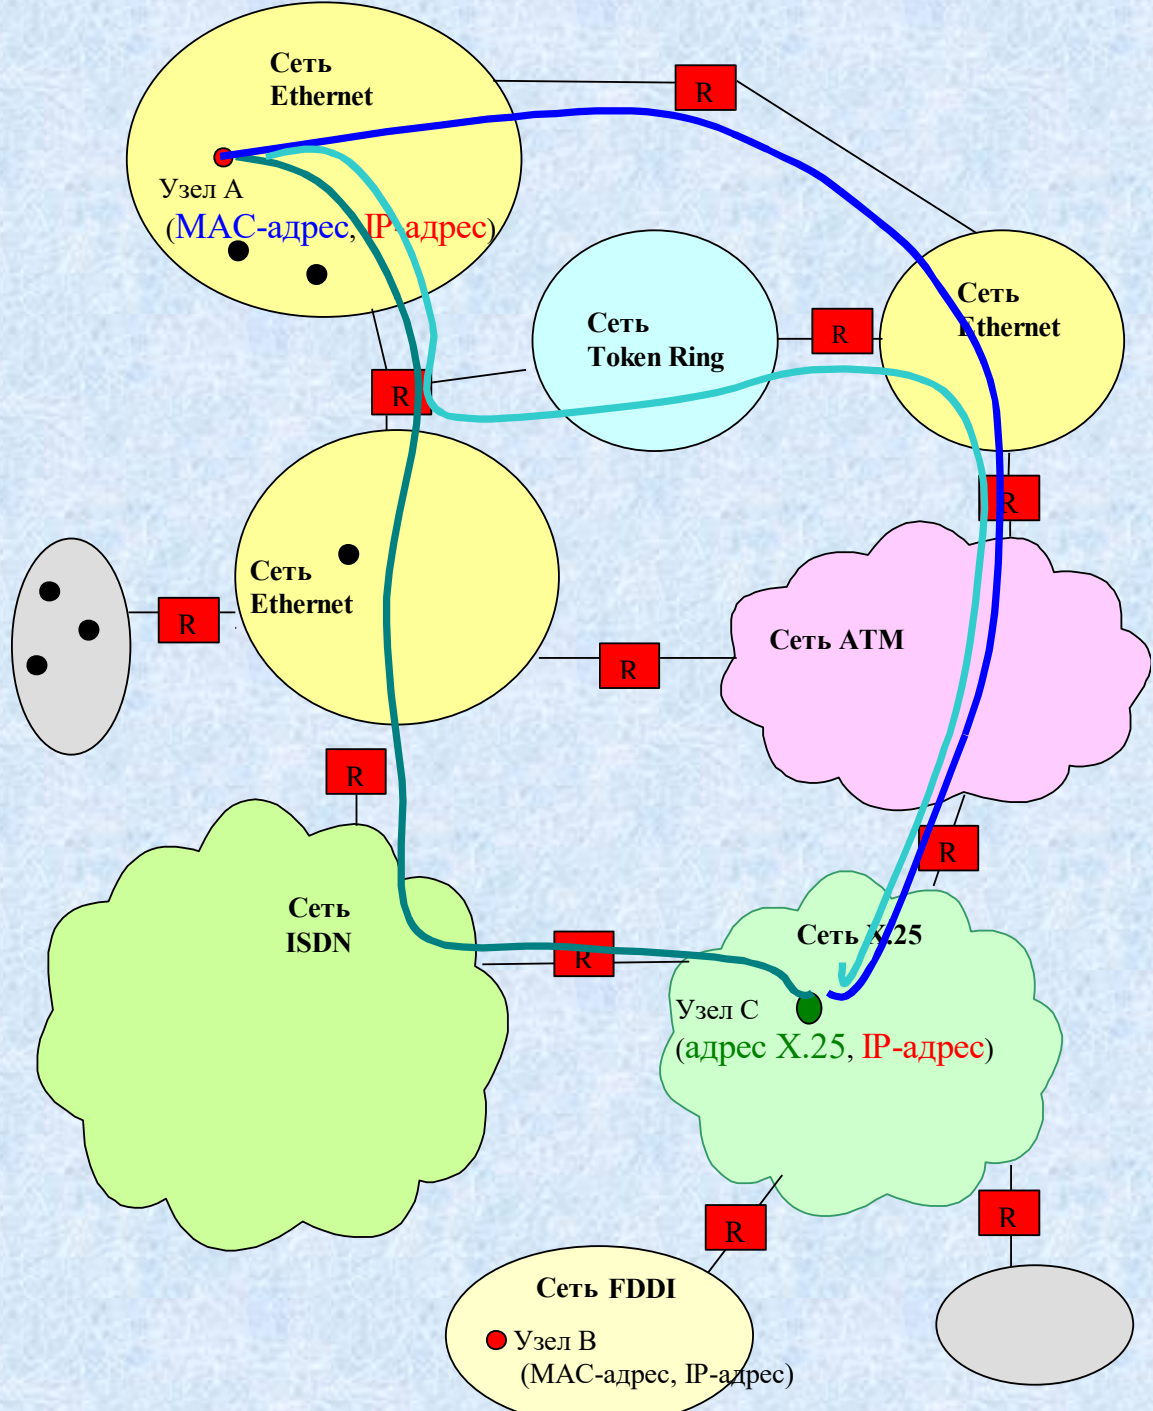 Сеть
Ethernet
R
Узел А
(MAC-адрес, IP-адрес)
Сеть
Ethernet
Сеть
Token Ring
R
R
R
Сеть
Ethernet
R
Сеть ATM
R
R
R
Сеть
ISDN
Сеть X.25
R
Узел С
(адрес X.25, IP-адрес)
R
R
Сеть FDDI
Узел В
(MAC-адрес, IP-адрес)